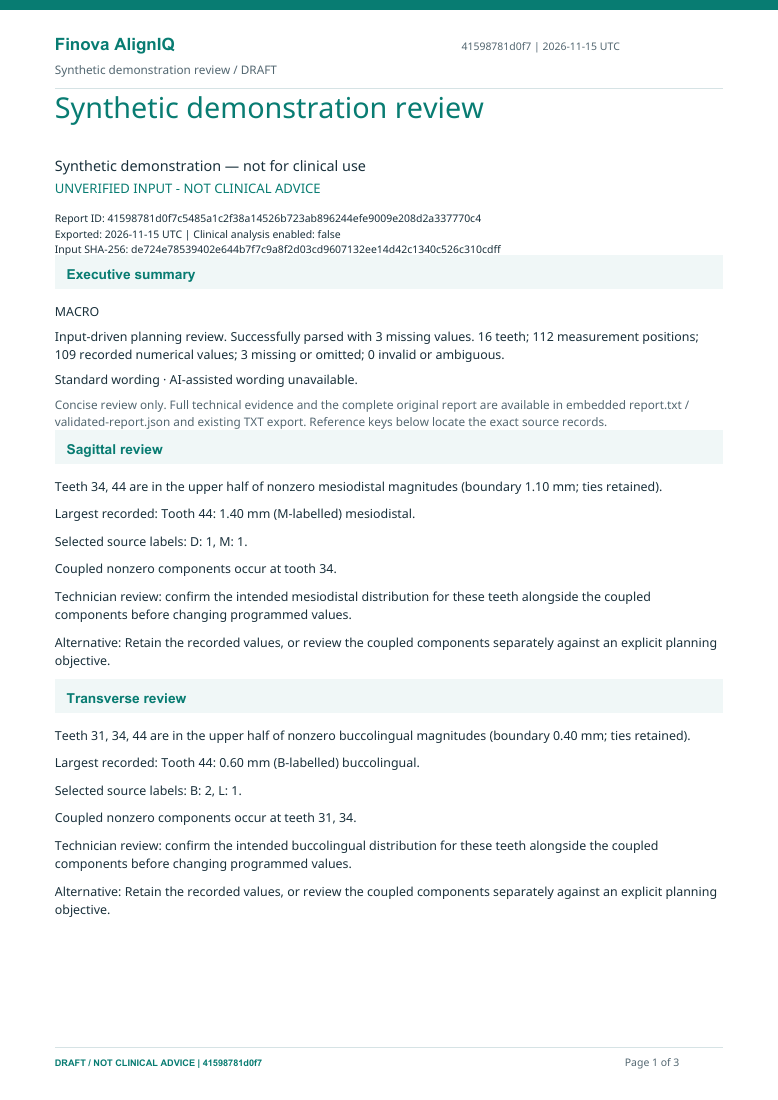 Finova AlignIQ
41598781d0f7 | 2026-11-15 UTC
Synthetic demonstration review / DRAFT
Synthetic demonstration review
Synthetic demonstration — not for clinical use
UNVERIFIED INPUT - NOT CLINICAL ADVICE
Report ID: 41598781d0f7c5485a1c2f38a14526b723ab896244efe9009e208d2a337770c4
Exported: 2026-11-15 UTC | Clinical analysis enabled: false
Input SHA-256: de724e78539402e644b7f7c9a8f2d03cd9607132ee14d42c1340c526c310cdff
Executive summary
MACRO
Input-driven planning review. Successfully parsed with 3 missing values. 16 teeth; 112 measurement positions;
109 recorded numerical values; 3 missing or omitted; 0 invalid or ambiguous.
Standard wording · AI-assisted wording unavailable.
Concise review only. Full technical evidence and the complete original report are available in embedded report.txt /
validated-report.json and existing TXT export. Reference keys below locate the exact source records.
Sagittal review
Teeth 34, 44 are in the upper half of nonzero mesiodistal magnitudes (boundary 1.10 mm; ties retained).
Largest recorded: Tooth 44: 1.40 mm (M-labelled) mesiodistal.
Selected source labels: D: 1, M: 1.
Coupled nonzero components occur at tooth 34.
Technician review: confirm the intended mesiodistal distribution for these teeth alongside the coupled
components before changing programmed values.
Alternative: Retain the recorded values, or review the coupled components separately against an explicit planning
objective.
Transverse review
Teeth 31, 34, 44 are in the upper half of nonzero buccolingual magnitudes (boundary 0.40 mm; ties retained).
Largest recorded: Tooth 44: 0.60 mm (B-labelled) buccolingual.
Selected source labels: B: 2, L: 1.
Coupled nonzero components occur at teeth 31, 34.
Technician review: confirm the intended buccolingual distribution for these teeth alongside the coupled
components before changing programmed values.
Alternative: Retain the recorded values, or review the coupled components separately against an explicit planning
objective.
DRAFT / NOT CLINICAL ADVICE | 41598781d0f7
Page 1 of 3